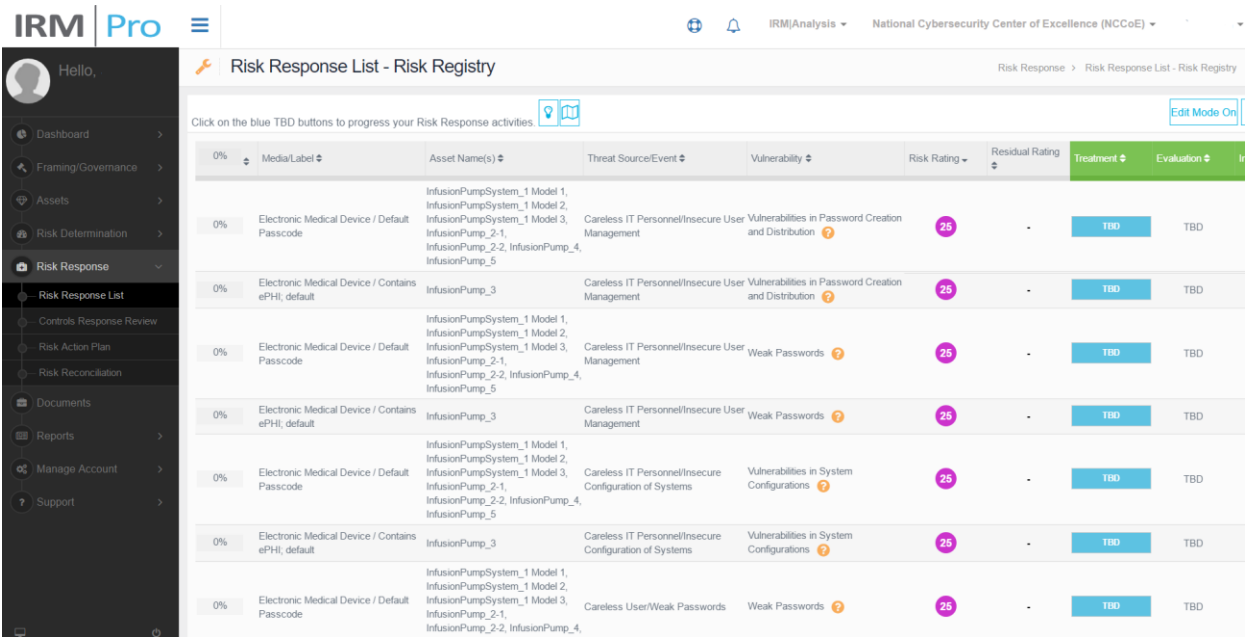 IRM|Pro
IRM|Analysis
National Cybersecurity Center of Excellence (NCCoE)
Hello,
Risk Response List - Risk Registry
Risk Response > Risk Response List - Risk Registry
Click on the blue TBD buttons to progress your Risk Response activities.
Edit Mode On
Dashboard
Framing/Governance
Assets
Risk Determination
Risk Response
Risk Response List
Controls Response Review
Risk Action Plan
Risk Reconciliation
Documents
Reports
Manage Account
Support
0% Media/Label Asset Name(s) Threat Source/Event Vulnerability Risk Rating Residual Rating Treatment Evaluation
InfusionPumpSystem_1 Model 1,
InfusionPumpSystem_1 Model 2,
InfusionPumpSystem_1 Model 3,
InfusionPump_2-1,
InfusionPump_2-2, InfusionPump_4,
InfusionPump_5
0%
Electronic Medical Device / Default
Passcode
Careless IT Personnel/Insecure User
Management
Vulnerabilities in Password Creation
and Distribution ?
25
TBD
TBD
0%
Electronic Medical Device / Contains
ePHI; default
InfusionPump_3
Careless IT Personnel/Insecure User
Management
Vulnerabilities in Password Creation
and Distribution ?
25
-
TBD
TBD
0%
Electronic Medical Device / Default
Passcode
InfusionPumpSystem_1 Model 1,
InfusionPumpSystem_1 Model 2,
InfusionPumpSystem_1 Model 3,
InfusionPump_2-1,
InfusionPump_2-2, InfusionPump_4,
InfusionPump_5
Careless IT Personnel/Insecure User
Management
Weak Passwords ?
25
-
TBD
TBD
0%
Electronic Medical Device / Contains
ePHI; default
InfusionPump_3
Careless IT Personnel/Insecure User
Management
Weak Passwords ?
25
-
TBD
TBD
0%
Electronic Medical Device / Default
Passcode
InfusionPumpSystem_1 Model 1,
InfusionPumpSystem_1 Model 2,
InfusionPumpSystem_1 Model 3,
InfusionPump_2-1,
InfusionPump_2-2, InfusionPump_4,
InfusionPump_5
Careless IT Personnel/Insecure
Configuration of Systems
Vulnerabilities in System
Configurations ?
25
-
TBD
TBD
0%
Electronic Medical Device / Contains
ePHI; default
InfusionPump_3
Careless IT Personnel/Insecure
Configuration of Systems
Vulnerabilities in System
Configurations ?
25
-
TBD
TBD
0%
Electronic Medical Device / Default
Passcode
InfusionPumpSystem_1 Model 1,
InfusionPumpSystem_1 Model 2,
InfusionPumpSystem_1 Model 3,
InfusionPump_2-1,
InfusionPump_2-2, InfusionPump_4,
Careless User/Weak Passwords
Weak Passwords ?
25
-
TBD
TBD